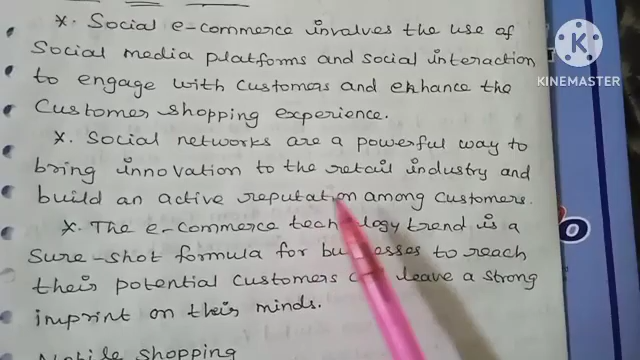 * Social e-commerce involves the use of
Social media platforms and social interaction
to engage with customers and enhance the
Customer shopping experience.
* Social networks are a powerful way to
bring innovation to the retail industry and
build an active reputation among customers.
* The e-commerce technology trend is a
Sure-shot formula for businesses to reach
their potential customers leave a strong
imprint on their minds.
Mobile shopping
KINEMASTER